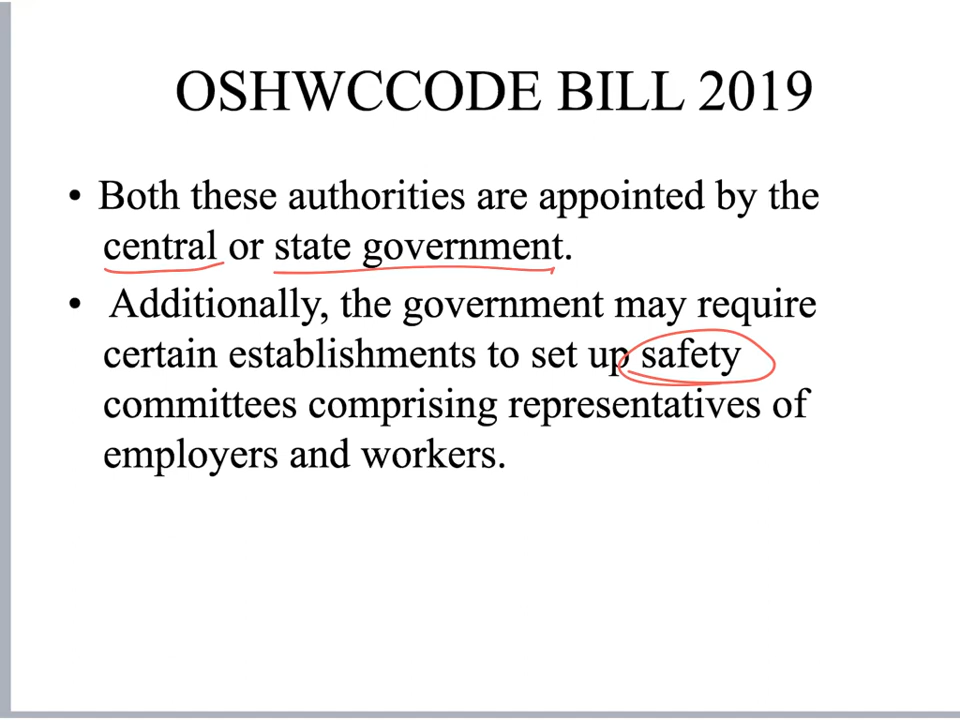 OSHWCCODE BILL 2019
• Both these authorities are appointed by the
central or state government.
• Additionally, the government may require
certain establishments to set up safety
committees comprising representatives of
employers and workers.